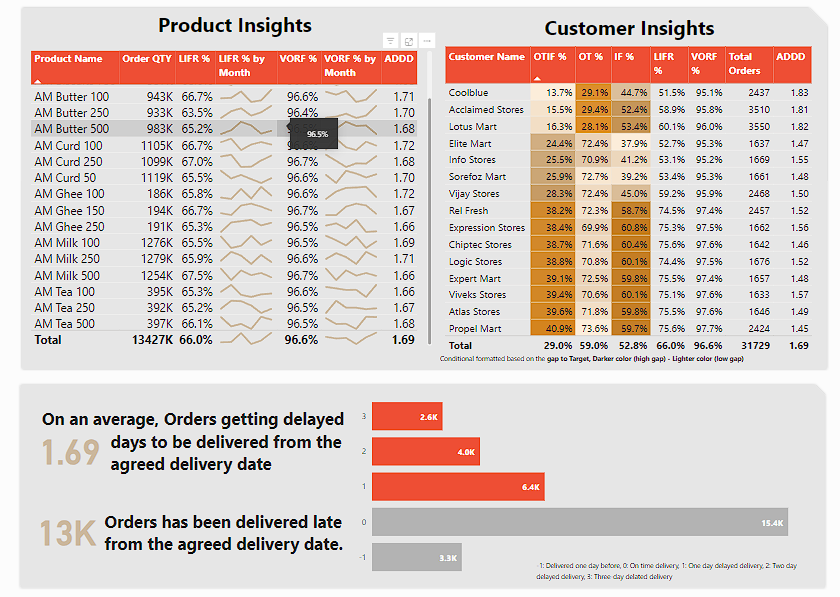 Product Insights
Product Name Order QTY LIFR % LIFR % by Month VORF % VORF % by Month ADDD
AM Butter 100 943K 66.7% 96.6% 1.71
AM Butter 250 933K 63.5% 96.4% 1.70
AM Butter 500 983K 65.2% 96.5% 1.68
AM Curd 100 1105K 66.7% 1.72
AM Curd 250 1099K 67.0% 96.7% 1.68
AM Curd 50 1119K 65.5% 96.6% 1.70
AM Ghee 100 186K 65.8% 96.6% 1.72
AM Ghee 150 194K 66.7% 96.7% 1.67
AM Ghee 250 191K 65.3% 96.5% 1.66
AM Milk 100 1276K 65.5% 96.5% 1.69
AM Milk 250 1279K 65.9% 96.6% 1.71
AM Milk 500 1254K 67.5% 96.7% 1.66
AM Tea 100 395K 65.3% 96.6% 1.66
AM Tea 250 392K 65.2% 96.5% 1.67
AM Tea 500 397K 66.1% 96.5% 1.68
Total 13427K 66.0% 96.6% 1.69
Customer Insights
Customer Name OTIF % OT % IF % LIFR % VORF % Total Orders ADDD
Coolblue 13.7% 29.1% 44.7% 51.5% 95.1% 2437 1.83
Acclaimed Stores 15.5% 29.4% 52.4% 58.9% 95.8% 3510 1.81
Lotus Mart 16.3% 28.1% 53.4% 60.1% 96.0% 3550 1.82
Elite Mart 24.4% 72.4% 37.9% 52.7% 95.3% 1637 1.47
Info Stores 25.5% 70.9% 41.2% 53.1% 95.2% 1669 1.55
Sorefoz Mart 25.9% 72.7% 39.2% 53.4% 95.3% 1661 1.48
Vijay Stores 28.3% 72.4% 45.0% 59.2% 95.9% 2468 1.50
Rel Fresh 38.2% 72.3% 58.7% 74.5% 97.4% 2457 1.52
Expression Stores 38.4% 69.9% 60.8% 75.3% 97.5% 1662 1.56
Chiptec Stores 38.7% 71.6% 60.4% 75.6% 97.6% 1642 1.46
Logic Stores 38.8% 70.8% 60.1% 74.4% 97.5% 1676 1.52
Expert Mart 39.1% 72.5% 59.8% 75.5% 97.4% 1657 1.48
Viveks Stores 39.4% 70.6% 60.1% 75.1% 97.6% 1633 1.57
Atlas Stores 39.6% 71.8% 59.8% 75.5% 97.6% 1646 1.49
Propel Mart 40.9% 73.6% 59.7% 75.6% 97.7% 2424 1.45
Total 29.0% 59.0% 52.8% 66.0% 96.6% 31729 1.69
Conditional formatted based on the gap to Target, Darker color (high gap) - Lighter color (low gap)
On an average, Orders getting delayed
1.69 days to be delivered from the
agreed delivery date
13K Orders has been delivered late
from the agreed delivery date.
3 2.6K
2 4.0K
1 6.4K
0 15.4K
-1 3.3K
-1: Delivered one day before, 0: On time delivery, 1: One day delayed delivery, 2: Two day
delayed delivery, 3: Three-day delated delivery